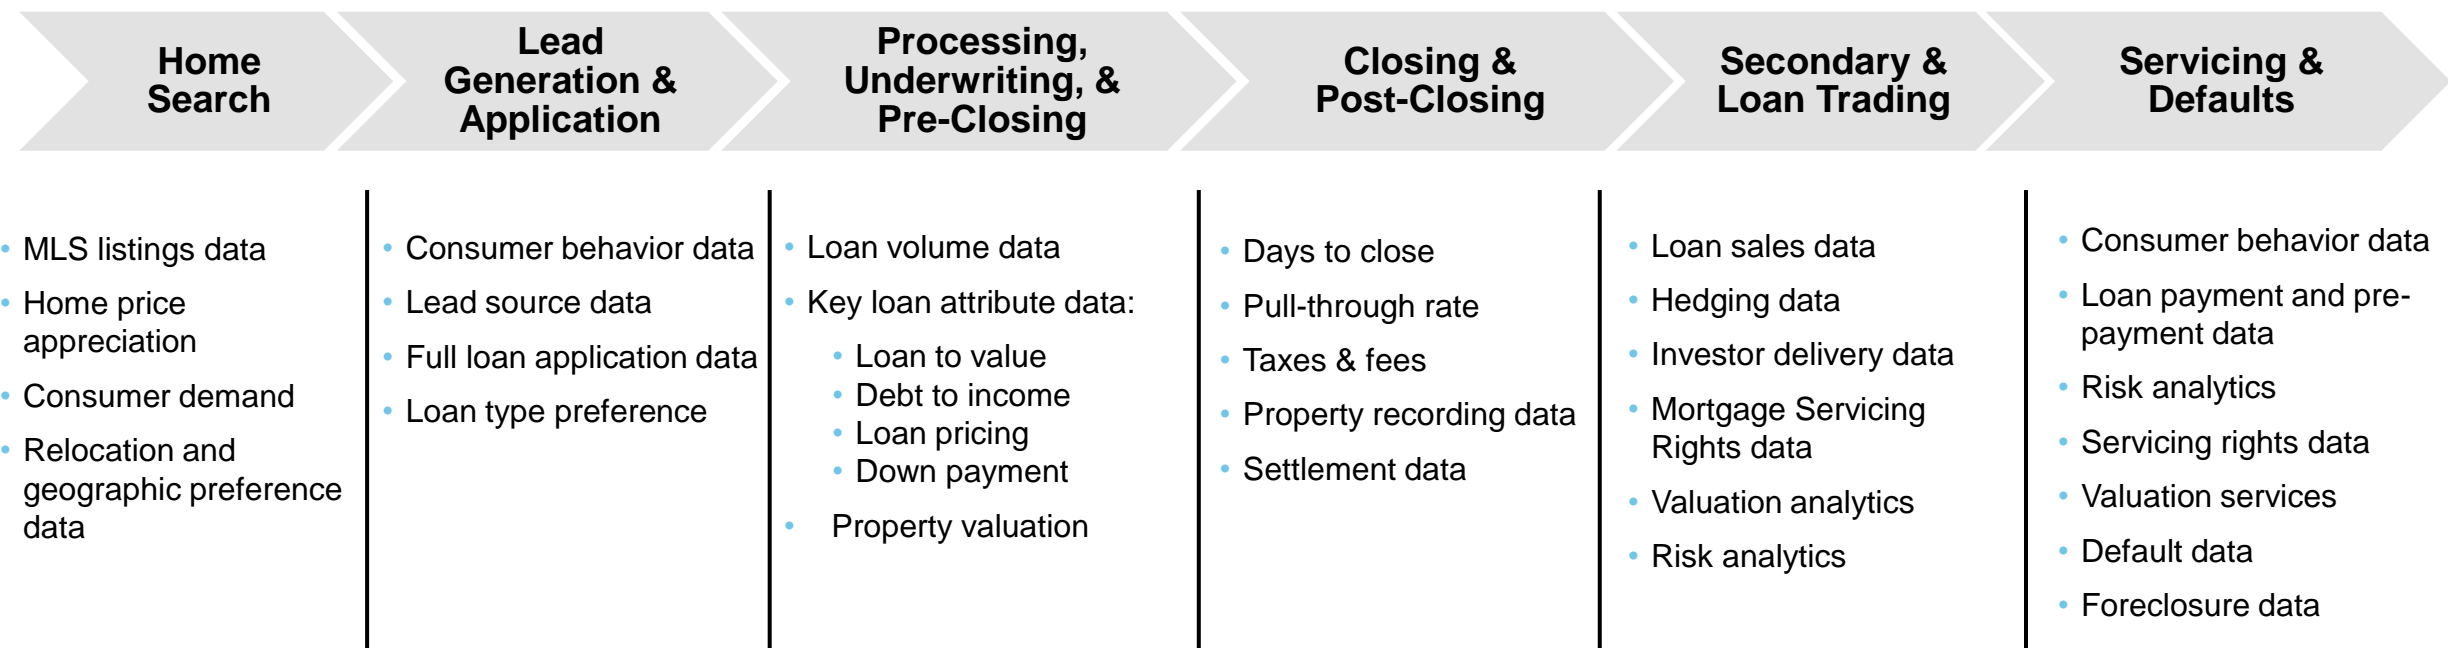 Home
Search
Lead
Generation &
Application
Processing,
Underwriting, &
Pre-Closing
Closing &
Post-Closing
Secondary &
Loan Trading
Servicing &
Defaults
• MLS listings data
• Home price
appreciation
• Consumer demand
• Relocation and
geographic preference
data
• Consumer behavior data
• Lead source data
• Full loan application data
• Loan type preference
• Loan volume data
• Key loan attribute data:
• Loan to value
• Debt to income
• Loan pricing
• Down payment
• Property valuation
• Days to close
• Pull-through rate
• Taxes & fees
• Property recording data
• Settlement data
• Loan sales data
• Hedging data
• Investor delivery data
• Mortgage Servicing
Rights data
• Valuation analytics
• Risk analytics
• Consumer behavior data
• Loan payment and pre-
payment data
• Risk analytics
• Servicing rights data
• Valuation services
• Default data
• Foreclosure data